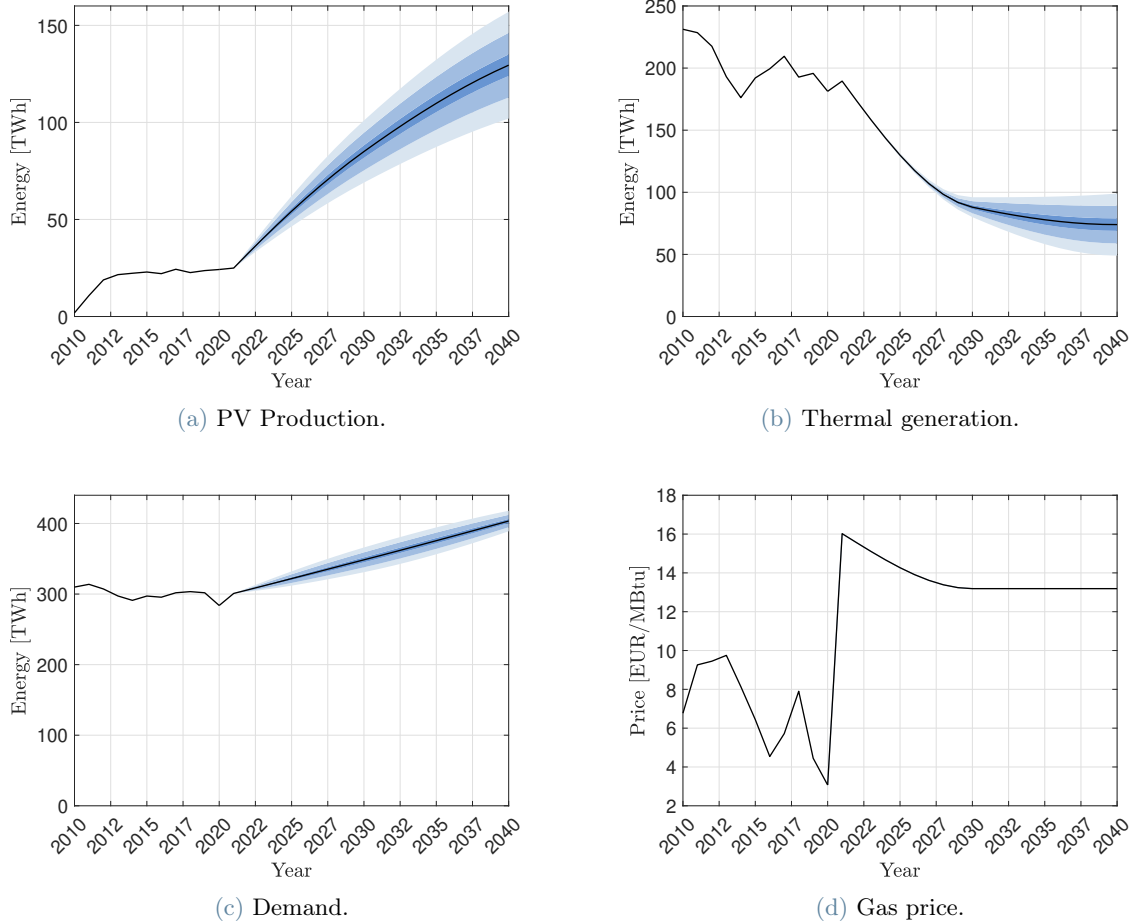 150
100
50
0
Energy [TWh]
2010 2012 2015 2017 2020 2022 2025 2027 2030 2032 2035 2037 2040
Year
(a) PV Production.
250
200
150
100
50
0
Energy [TWh]
2010 2012 2015 2017 2020 2022 2025 2027 2030 2032 2035 2037 2040
Year
(b) Thermal generation.
400
300
200
100
0
Energy [TWh]
2010 2012 2015 2017 2020 2022 2025 2027 2030 2032 2035 2037 2040
Year
(c) Demand.
18
16
14
12
10
8
6
4
2
Price [EUR/MBtu]
2010 2012 2015 2017 2020 2022 2025 2027 2030 2032 2035 2037 2040
Year
(d) Gas price.